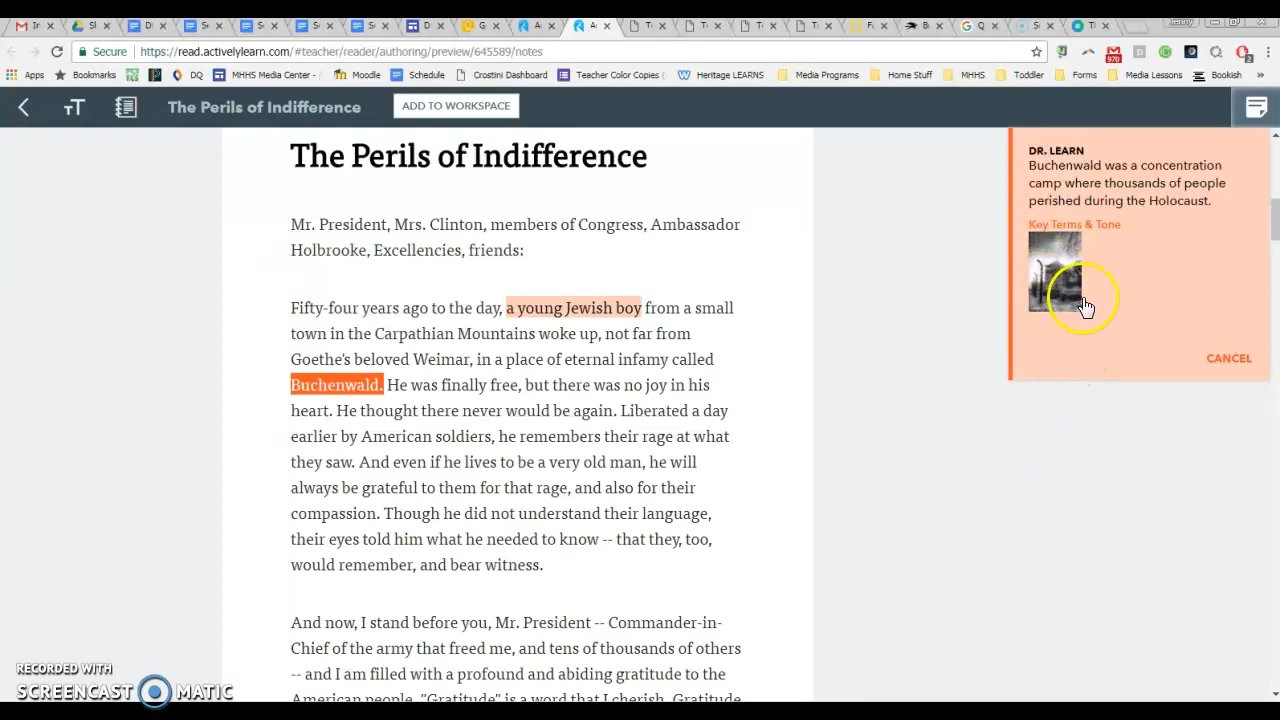 Secure https://read.activelylearn.com/#teacher/reader/authoring/preview/645589/notes
970 2
Apps Bookmarks DQ MHHS Media Center - Moodle Schedule Crostini Dashboard Teacher Color Copies ( Heritage LEARNS Media Programs Home Stuff MHHS Toddler Forms Media Lessons Bookish
TT The Perils of Indifference ADD TO WORKSPACE
The Perils of Indifference
Mr. President, Mrs. Clinton, members of Congress, Ambassador
Holbrooke, Excellencies, friends:
Fifty-four years ago to the day, a young Jewish boy from a small
town in the Carpathian Mountains woke up, not far from
Goethe's beloved Weimar, in a place of eternal infamy called
Buchenwald. He was finally free, but there was no joy in his
heart. He thought there never would be again. Liberated a day
earlier by American soldiers, he remembers their rage at what
they saw. And even if he lives to be a very old man, he will
always be grateful to them for that rage, and also for their
compassion. Though he did not understand their language,
their eyes told him what he needed to know -- that they, too,
would remember, and bear witness.
And now, I stand before you, Mr. President -- Commander-in-
Chief of the army that freed me, and tens of thousands of others
-- and I am filled with a profound and abiding gratitude to the
American people. "Gratitude" is a word that I cherish. Gratitude
DR. LEARN
Buchenwald was a concentration
camp where thousands of people
perished during the Holocaust.
Key Terms & Tone
CANCEL
RECORDED WITH
SCREENCAST MATIC